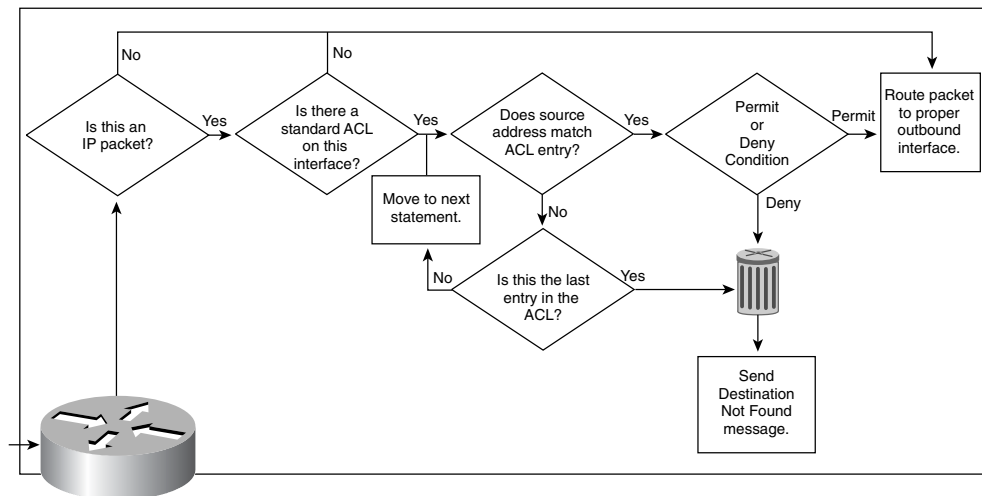 No
No
Is this an
IP packet?
Yes
Is there a
standard ACL
on this
interface?
Yes
Does source
address match
ACL entry?
Yes
Permit
or
Deny
Condition
Permit
Route packet
to proper
outbound
interface.
Move to next
statement.
No
Deny
No
Is this the last
entry in the
ACL?
Yes
Send
Destination
Not Found
message.